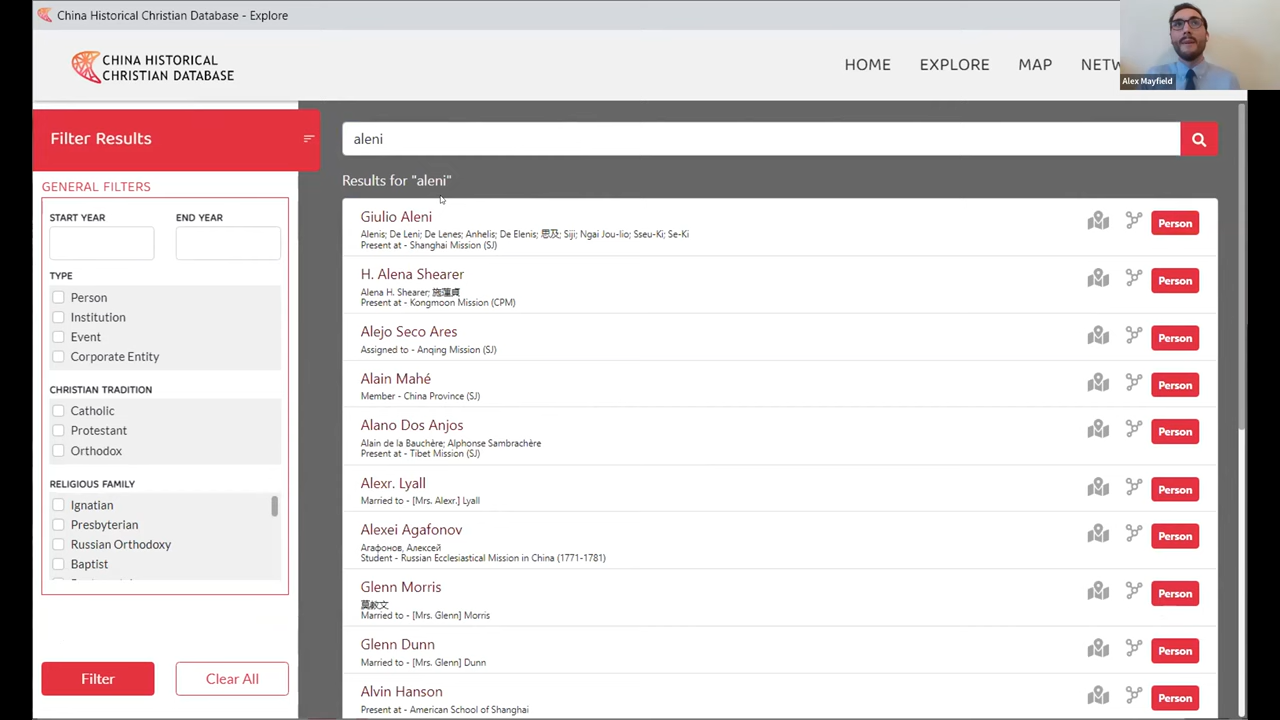 China Historical Christian Database - Explore
CHINA HISTORICAL
CHRISTIAN DATABASE
HOME
EXPLORE
MAP
NETW
Alex Mayfield
Filter Results
aleni
GENERAL FILTERS
START YEAR
END YEAR
TYPE
Person
Institution
Event
Corporate Entity
CHRISTIAN TRADITION
Catholic
Protestant
Orthodox
RELIGIOUS FAMILY
Ignatian
Presbyterian
Russian Orthodoxy
Baptist
Filter
Clear All
Results for "aleni"
Giulio Aleni
Alenis; De Leni; De Lenes; Anhelis; De Elenis; 思及; Siji; Ngai Jou-lio; Sseu-Ki; Se-Ki
Present at - Shanghai Mission (SJ)
Person
H. Alena Shearer
Alena H. Shearer; 施蓮貞
Present at - Kongmoon Mission (CPM)
Person
Alejo Seco Ares
Assigned to - Anqing Mission (SJ)
Person
Alain Mahé
Member - China Province (SJ)
Person
Alano Dos Anjos
Alain de la Bauchère; Alphonse Sambrachère
Present at - Tibet Mission (SJ)
Person
Alexr. Lyall
Married to - [Mrs. Alexr.] Lyall
Person
Alexei Agafonov
Агафонов, Алексей
Student - Russian Ecclesiastical Mission in China (1771-1781)
Person
Glenn Morris
莫敘文
Married to - [Mrs. Glenn] Morris
Person
Glenn Dunn
Married to - [Mrs. Glenn] Dunn
Person
Alvin Hanson
Present at - American School of Shanghai
Person